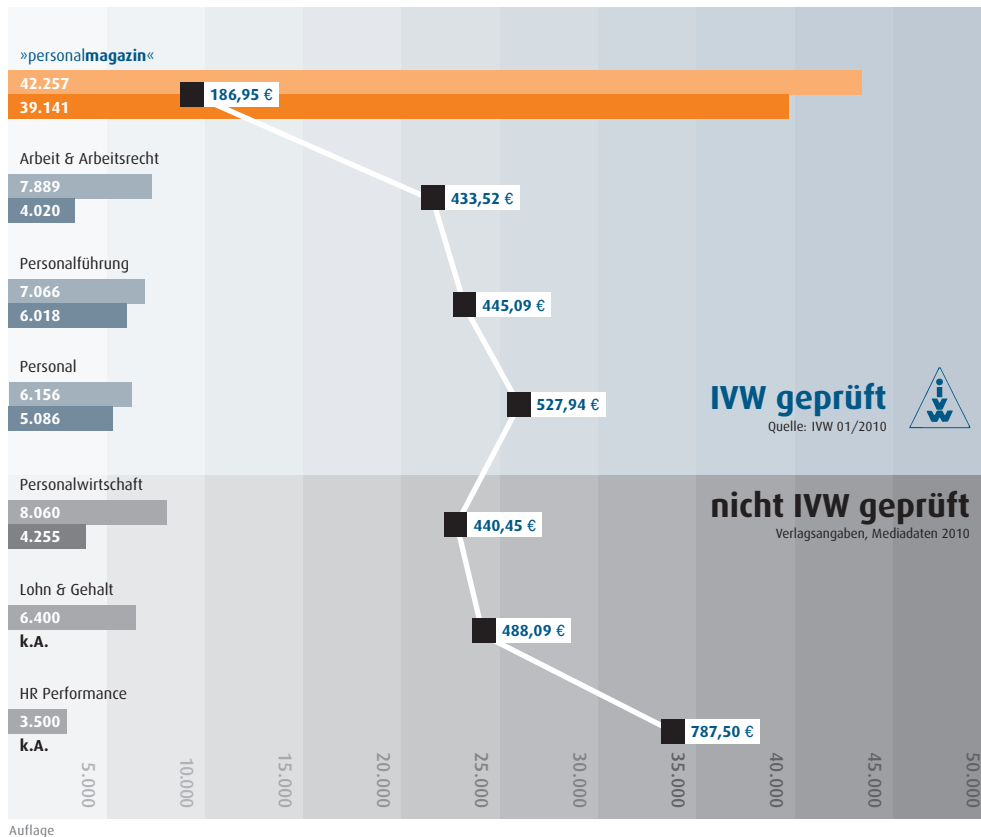 »personalmagazin«
42.257
186,95 €
39.141
Arbeit & Arbeitsrecht
7.889
433,52 €
4.020
Personalführung
7.066
445,09 €
6.018
Personal
6.156
527,94 €
5.086
IVW geprüft
Quelle: IVW 01/2010
ivw
Personalwirtschaft
8.060
440,45 €
4.255
nicht IVW geprüft
Verlagsangaben, Mediadaten 2010
Lohn & Gehalt
6.400
488,09 €
k.A.
HR Performance
3.500
787,50 €
k.A.
5.000
10.000
15.000
20.000
25.000
30.000
35.000
40.000
45.000
50.000
Auflage